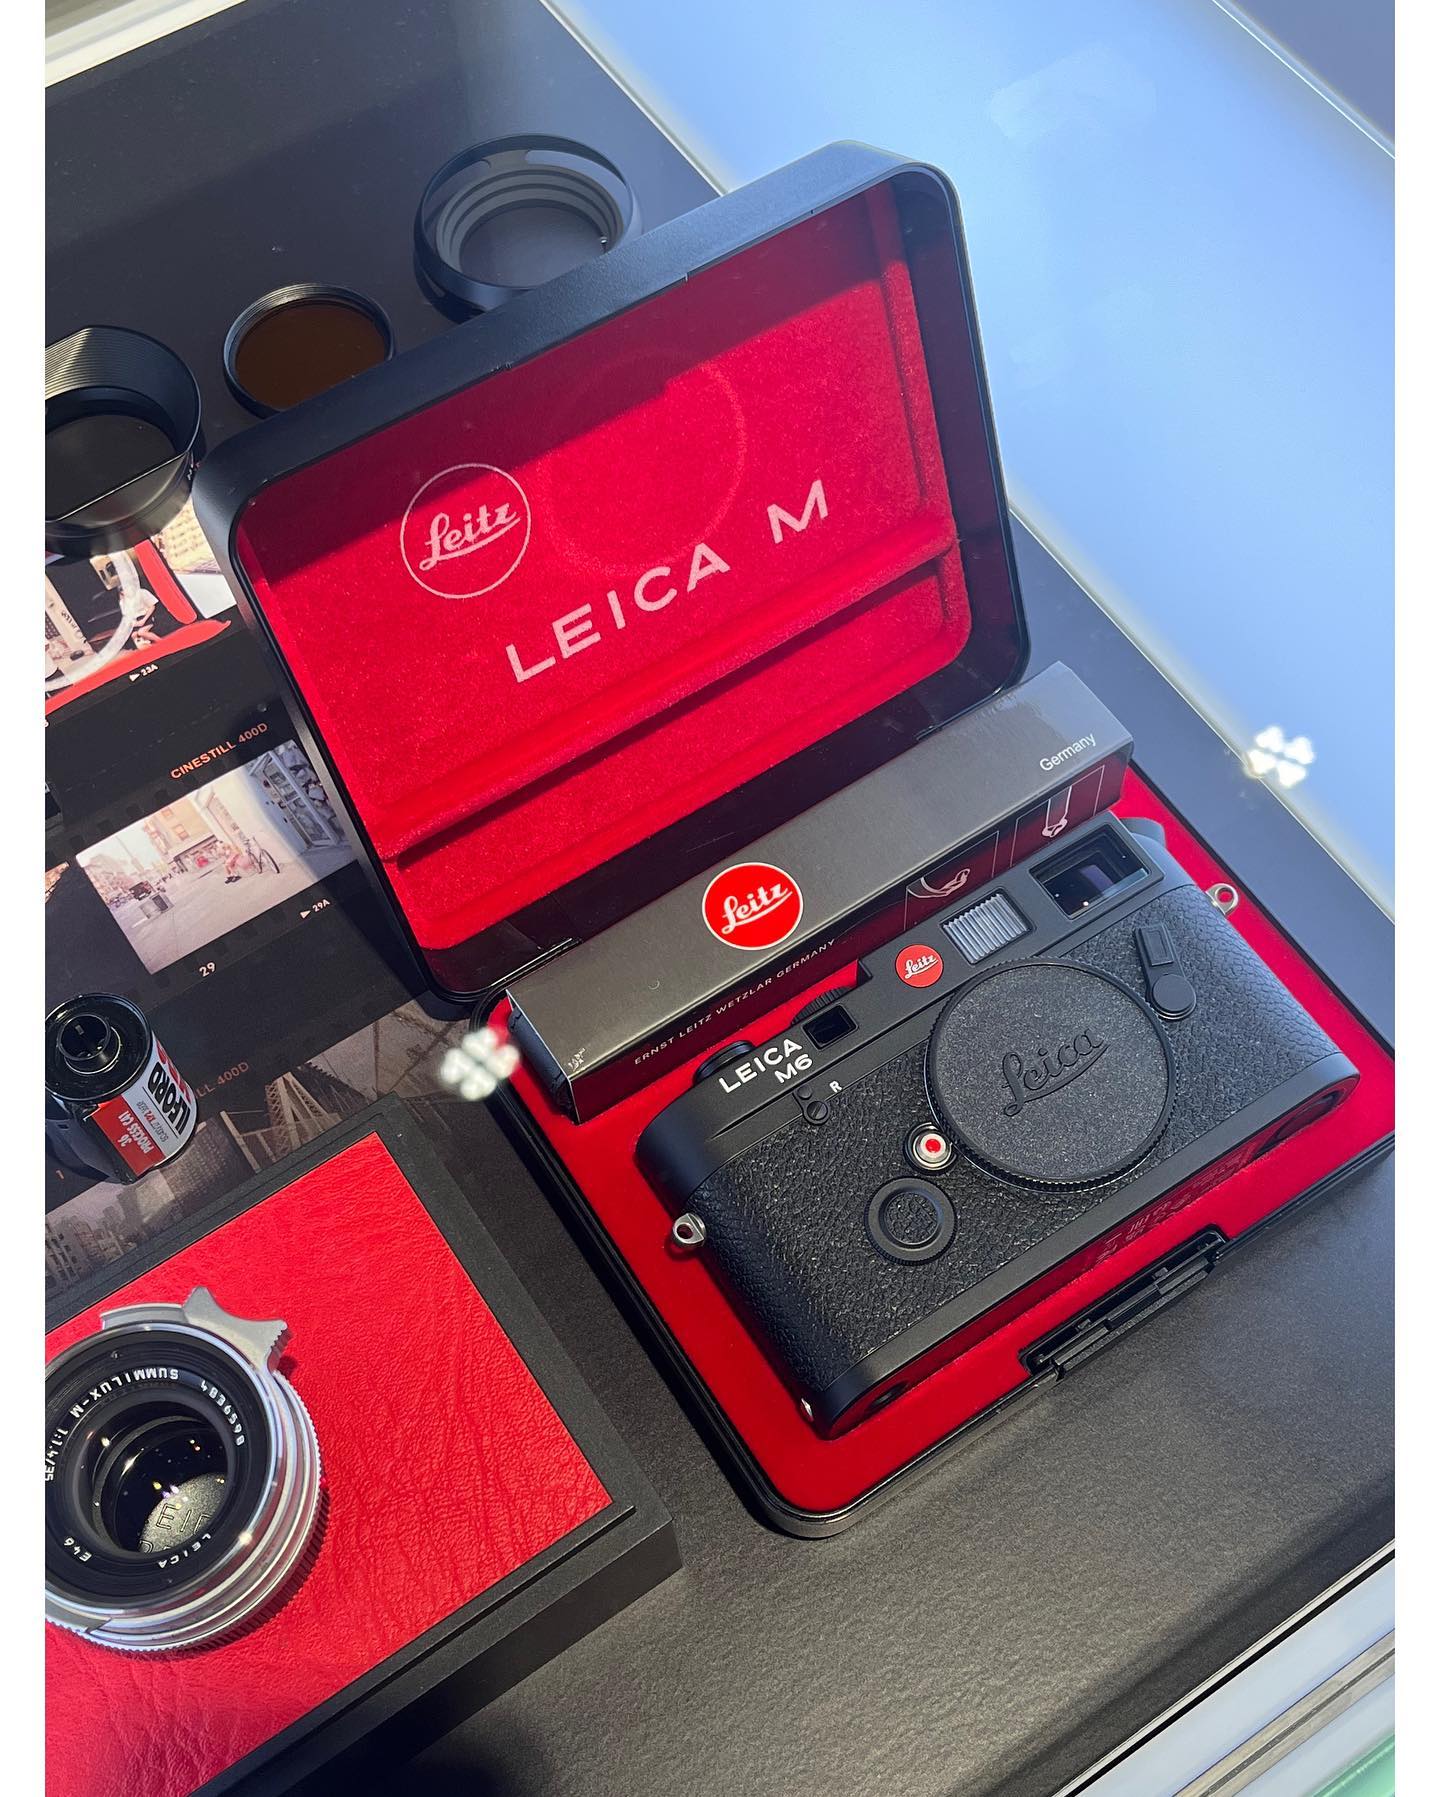 Leitz
LEICA M
Germany
Leitz
ERNST LEITZ WETZLAR GERMANY
Leitz
LEICA
M6
R
Leica
23A
CINESTILL 400D
29A
29
LL 400D
ILFORD
PROCESS C41
36
SUMMILUX-M 1:1.4/35
E46
LEICA